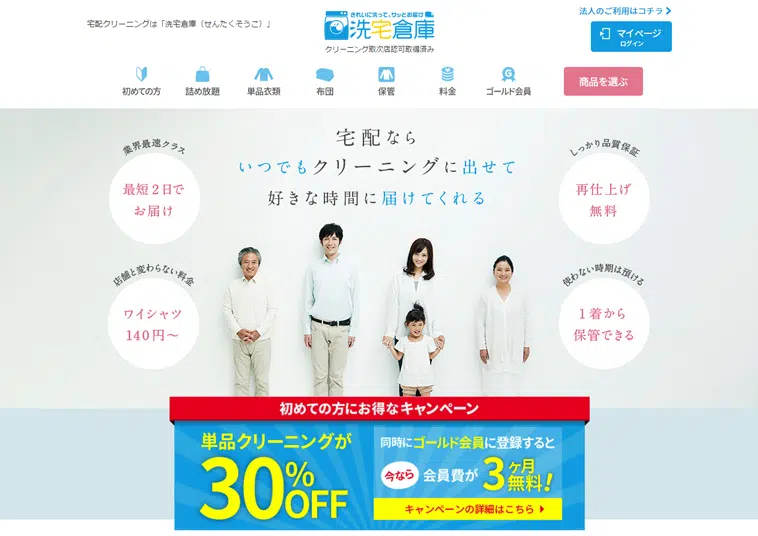 宅配クリーニングは「洗宅倉庫（せんたくそうこ）」
きれいに洗って、サッとお届け
洗宅倉庫
クリーニング取次店認可取得済み
法人のご利用はコチラ
マイページ
ログイン
初めての方
詰め放題
単品衣類
布団
保管
料金
ゴールド会員
商品を選ぶ
宅配なら
いつでもクリーニングに出せて
好きな時間に届けてくれる
業界最速クラス
最短2日で
お届け
しっかり品質保証
再仕上げ
無料
店舗と変わらない料金
ワイシャツ
140円〜
使わない時期は預ける
1着から
保管できる
初めての方にお得なキャンペーン
単品クリーニングが
30%OFF
同時にゴールド会員に登録すると
今なら 会員費が 3ヶ月無料!
キャンペーンの詳細はこちら